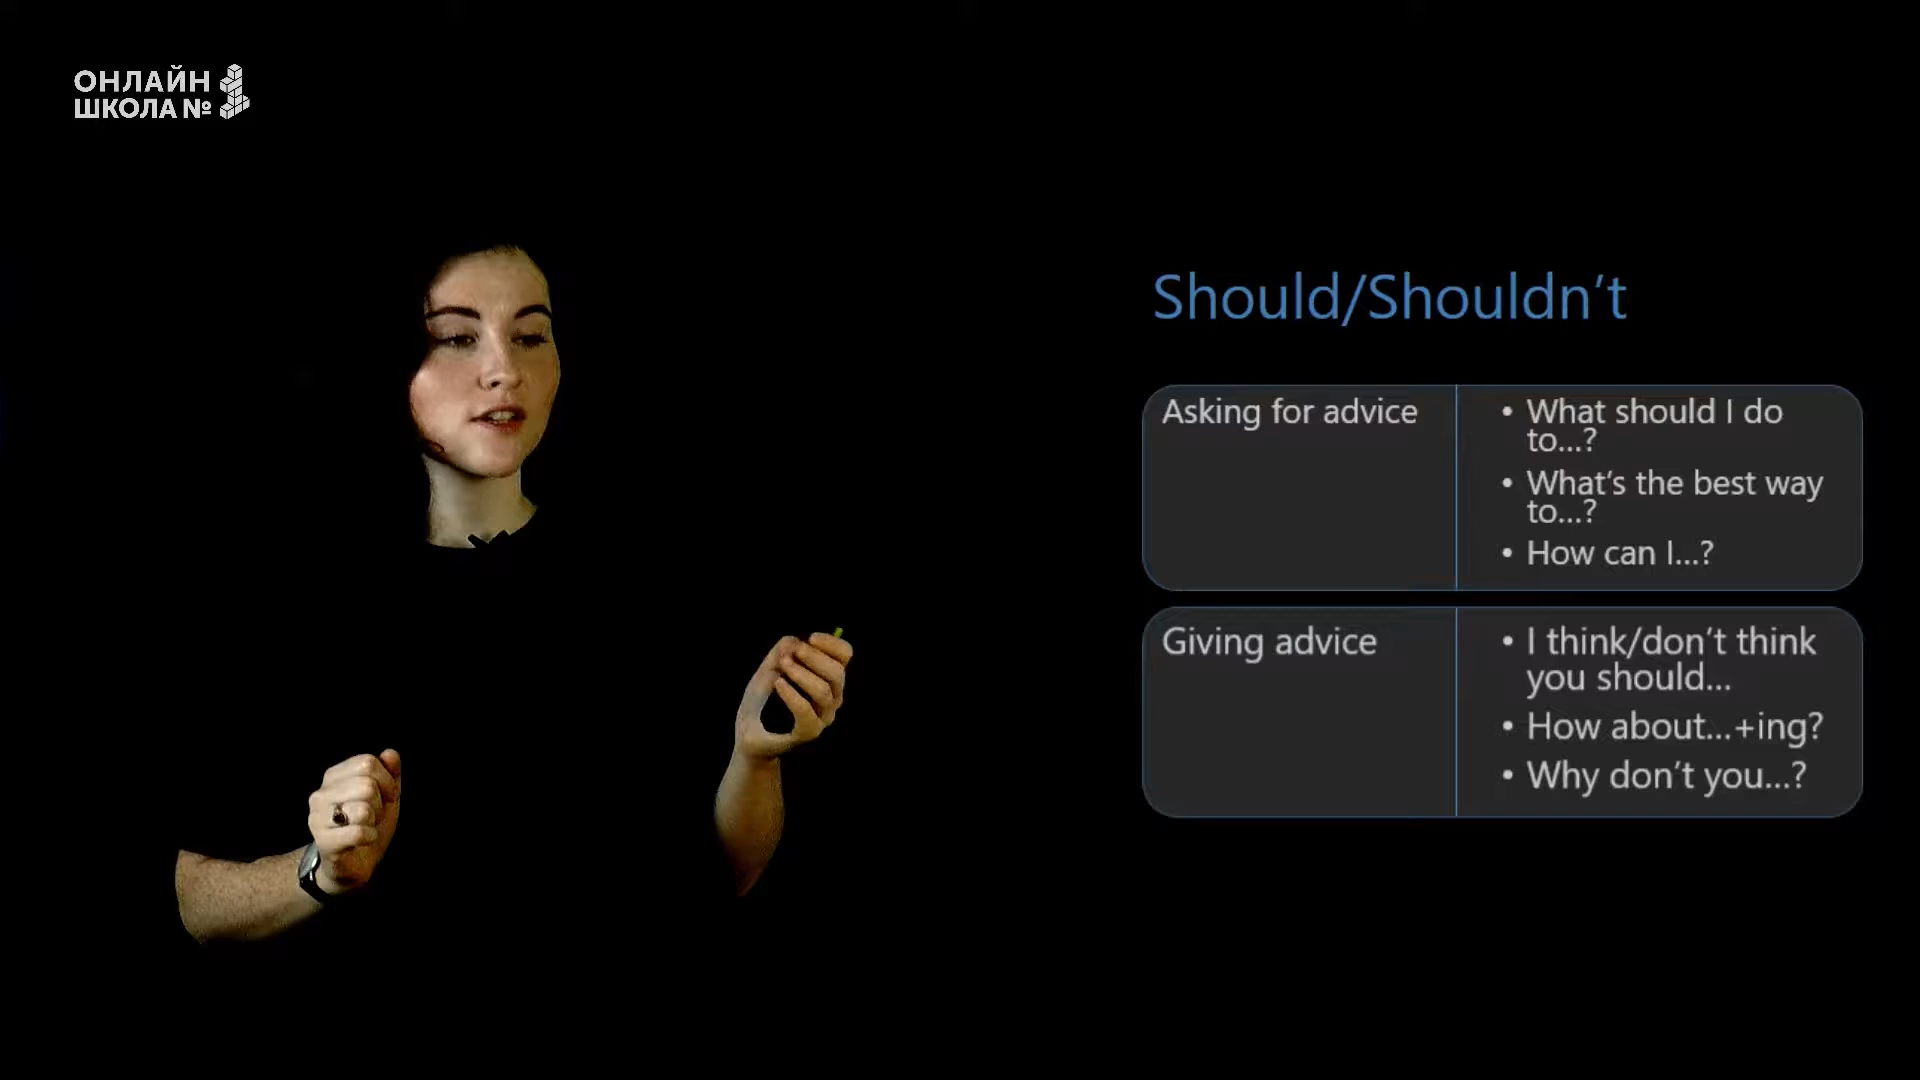 ОНЛАЙН
ШКОЛА №1
Should/Shouldn't
Asking for advice
• What should I do
to...?
• What's the best way
to...?
• How can I...?
Giving advice
• I think/don't think
you should...
• How about...+ing?
• Why don't you...?